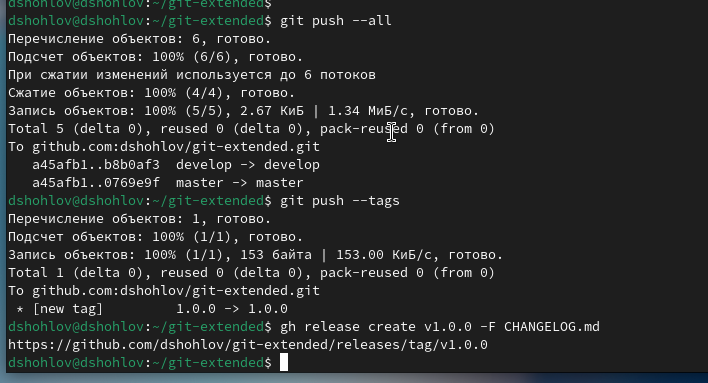 dshohlov@dshohlov:~/git-extended$
dshohlov@dshohlov:~/git-extended$ git push --all
Перечисление объектов: 6, готово.
Подсчет объектов: 100% (6/6), готово.
При сжатии изменений используется до 6 потоков
Сжатие объектов: 100% (4/4), готово.
Запись объектов: 100% (5/5), 2.67 КиБ | 1.34 МиБ/с, готово.
Total 5 (delta 0), reused 0 (delta 0), pack-reused 0 (from 0)
To github.com:dshohlov/git-extended.git
   a45afb1..b8b0af3  develop -> develop
   a45afb1..0769e9f  master -> master
dshohlov@dshohlov:~/git-extended$ git push --tags
Перечисление объектов: 1, готово.
Подсчет объектов: 100% (1/1), готово.
Запись объектов: 100% (1/1), 153 байта | 153.00 КиБ/с, готово.
Total 1 (delta 0), reused 0 (delta 0), pack-reused 0 (from 0)
To github.com:dshohlov/git-extended.git
 * [new tag]         1.0.0 -> 1.0.0
dshohlov@dshohlov:~/git-extended$ gh release create v1.0.0 -F CHANGELOG.md
https://github.com/dshohlov/git-extended/releases/tag/v1.0.0
dshohlov@dshohlov:~/git-extended$